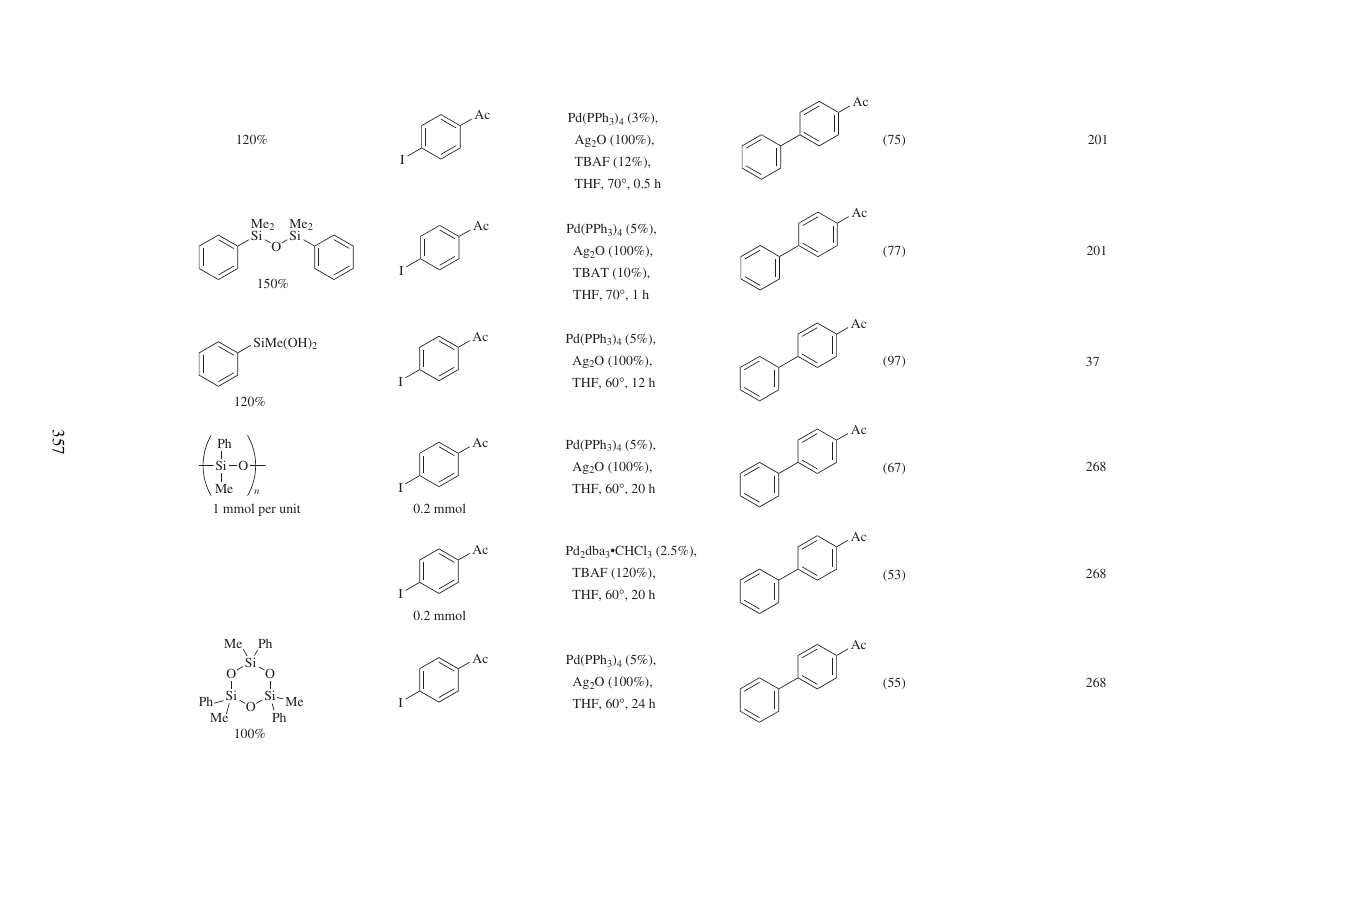 120%
Ac
I
Pd(PPh3)4 (3%),
Ag2O (100%),
TBAF (12%),
THF, 70°, 0.5 h
Ac
(75)
201
Me2 Me2
Si O Si
150%
Ac
I
Pd(PPh3)4 (5%),
Ag2O (100%),
TBAT (10%),
THF, 70°, 1 h
Ac
(77)
201
SiMe(OH)2
120%
Ac
I
Pd(PPh3)4 (5%),
Ag2O (100%),
THF, 60°, 12 h
Ac
(97)
37
357
Ph
Si O
Me n
1 mmol per unit
Ac
I
0.2 mmol
Pd(PPh3)4 (5%),
Ag2O (100%),
THF, 60°, 20 h
Ac
(67)
268
Ac
I
0.2 mmol
Pd2dba3•CHCl3 (2.5%),
TBAF (120%),
THF, 60°, 20 h
Ac
(53)
268
Me Ph
Si
O O
Ph Si Si Me
Me O Ph
100%
Ac
I
Pd(PPh3)4 (5%),
Ag2O (100%),
THF, 60°, 24 h
Ac
(55)
268